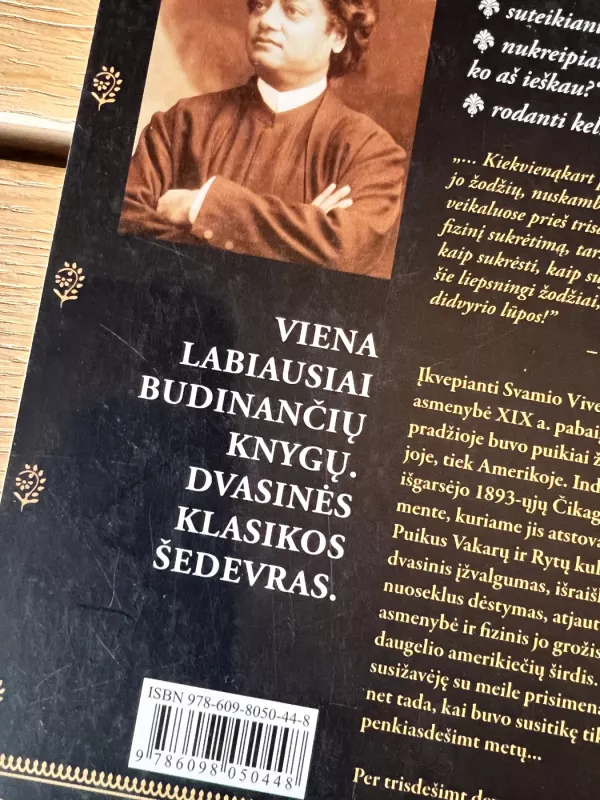 suteikianti
nukreipian
ko aš ieškau?“
rodanti kel
„... Kiekvienąkart
jo žodžių, nuskamb
veikaluose prieš trise
fizinį sukrėtimą, tar
kaip sukrėsti, kaip su
šie liepsningi žodžiai,
didvyrio lūpos!”
–
VIENA
LABIAUSIAI
BUDINANČIŲ
KNYGŲ.
DVASINĖS
KLASIKOS
ŠEDEVRAS.
Įkvepianti Svamio Vive
asmenybė XIX a. pabaig
pradžioje buvo puikiai ž
joje, tiek Amerikoje. Ind
išgarsėjo 1893-ųjų Čikag
mente, kuriame jis atstova
Puikus Vakarų ir Rytų kul
dvasinis įžvalgumas, išraišk
nuoseklus dėstymas, atjaut
asmenybė ir fizinis jo grožis
daugelio amerikiečių širdis.
susižavėję su meile prisimena
net tada, kai buvo susitikę tik
penkiasdešimt metų...
Per trisdešimt
ISBN 978-609-8050-44-8
9 786098 050448